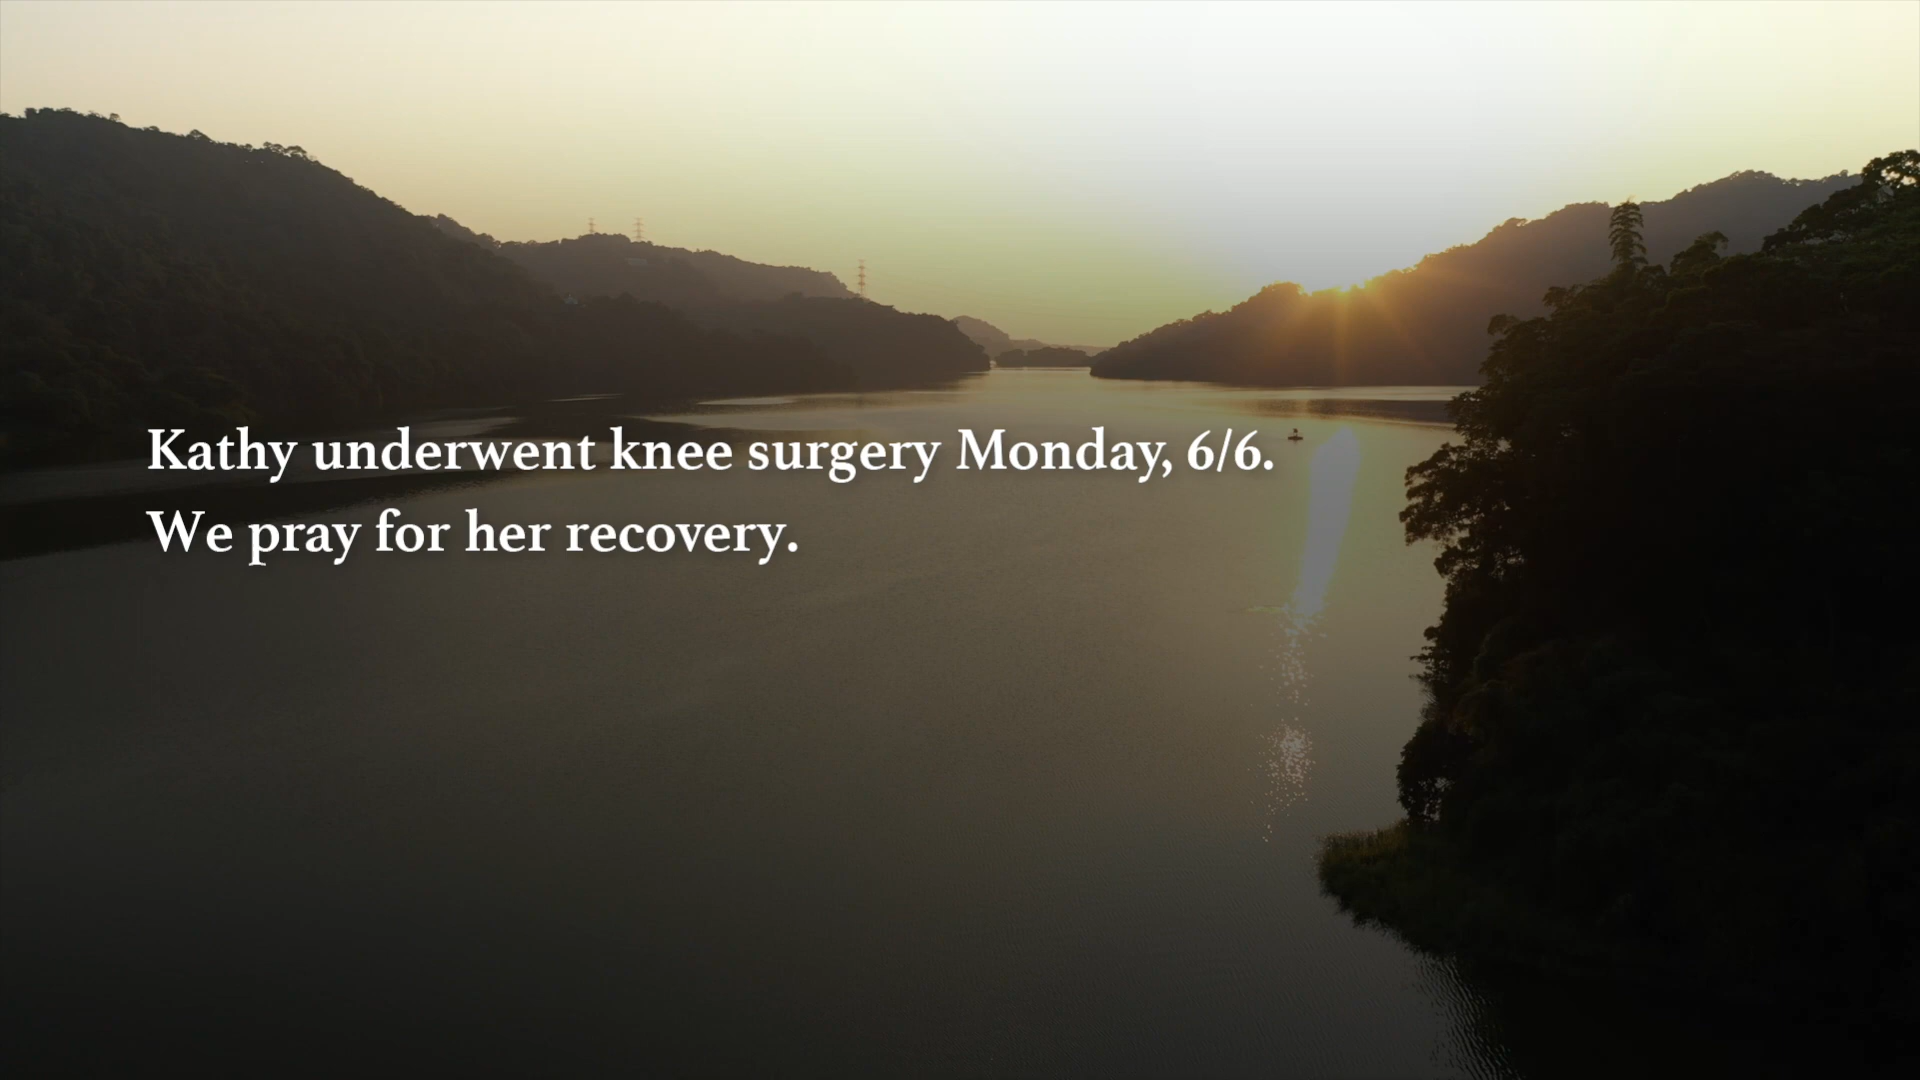 Kathy underwent knee surgery Monday, 6/6.
We pray for her recovery.